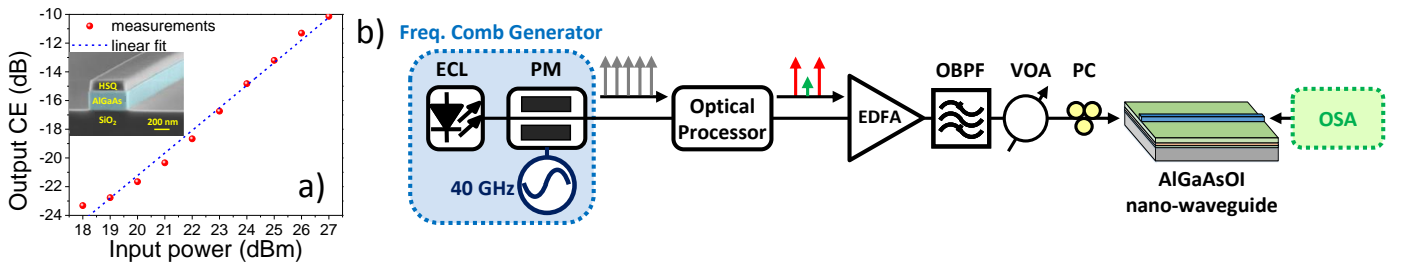 -10
-12
-14
-16
-18
-20
-22
-24
Output CE (dB)
measurements
linear fit
HSQ
AlGaAs
SiO2
200 nm
a)
18 19 20 21 22 23 24 25 26 27
Input power (dBm)
b)
Freq. Comb Generator
ECL
PM
40 GHz
Optical
Processor
EDFA
OBPF
VOA
PC
AlGaAsOI
nano-waveguide
OSA